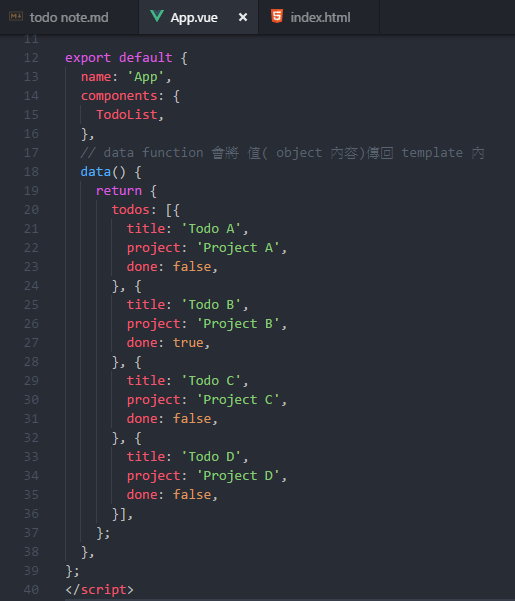 todo note.md App.vue × index.html
11
12 export default {
13   name: 'App',
14   components: {
15     TodoList,
16   },
17   // data function 會將 值( object 內容)傳回 template 內
18   data() {
19     return {
20       todos: [{
21         title: 'Todo A',
22         project: 'Project A',
23         done: false,
24       }, {
25         title: 'Todo B',
26         project: 'Project B',
27         done: true,
28       }, {
29         title: 'Todo C',
30         project: 'Project C',
31         done: false,
32       }, {
33         title: 'Todo D',
34         project: 'Project D',
35         done: false,
36       }],
37     };
38   },
39 };
40 </script>